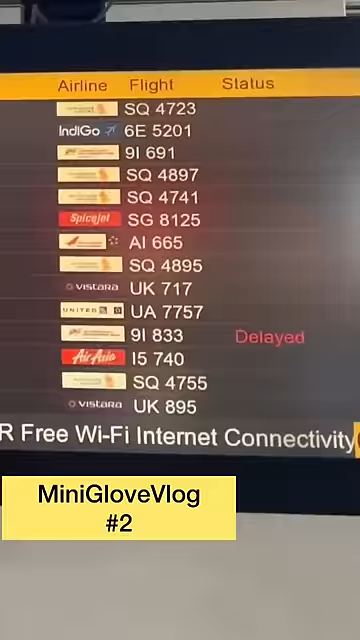 Airline Flight Status
SQ 4723
IndiGo 6E 5201
9I 691
SQ 4897
SQ 4741
Spicejet SG 8125
AI 665
SQ 4895
VISTARA UK 717
UNITED UA 7757
9I 833 Delayed
AirAsia I5 740
SQ 4755
VISTARA UK 895
R Free Wi-Fi Internet Connectivity
MiniGloveVlog
#2